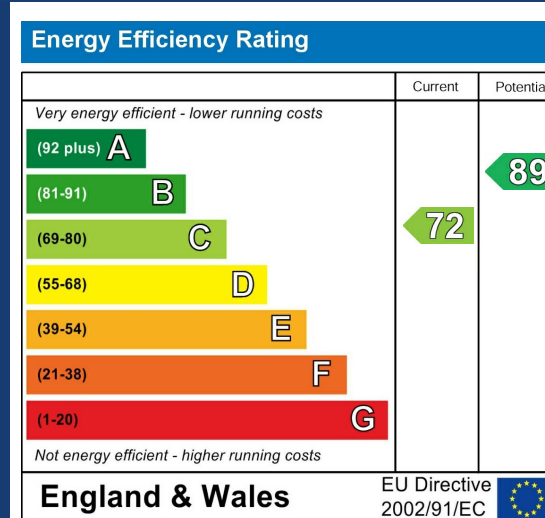 Energy Efficiency Rating
Current Potentia
Very energy efficient - lower running costs
(92 plus) A
89
(81-91) B
72
(69-80) C
(55-68) D
(39-54) E
(21-38) F
(1-20) G
Not energy efficient - higher running costs
England & Wales
EU Directive
2002/91/EC